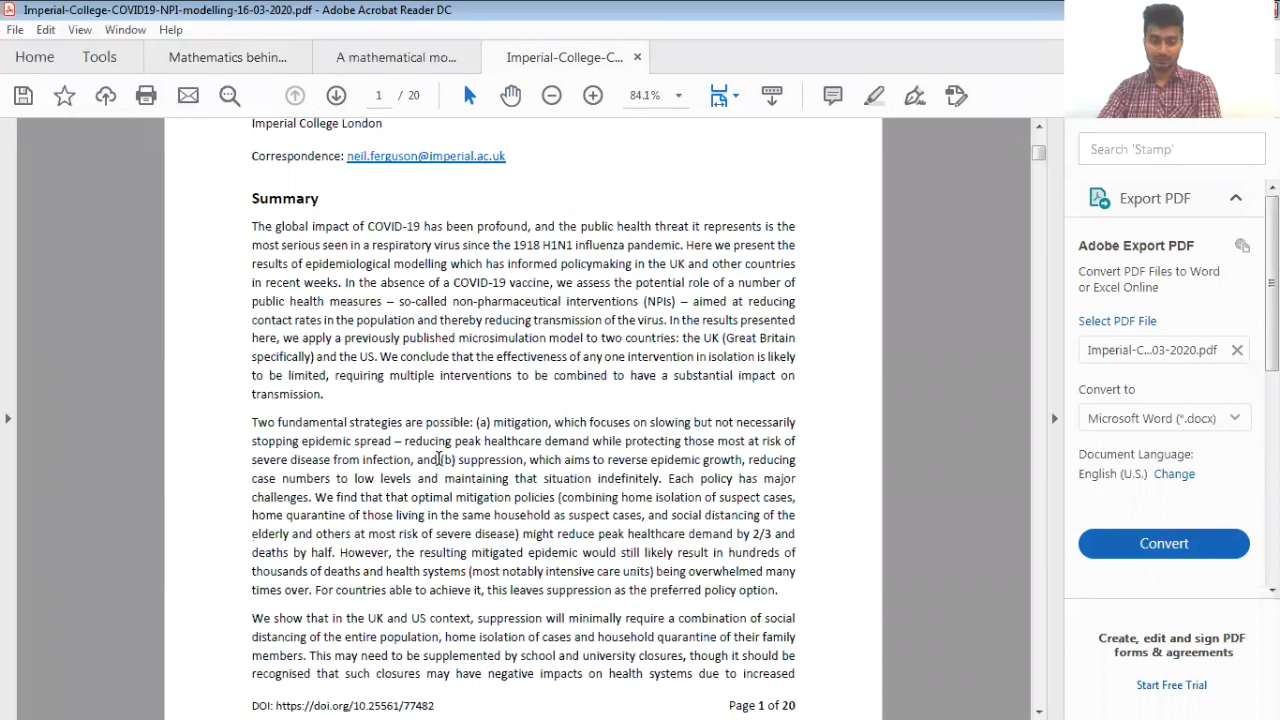 Imperial-College-COVID19-NPI-modelling-16-03-2020.pdf - Adobe Acrobat Reader DC
File Edit View Window Help
Home Tools Mathematics behin... A mathematical mo... Imperial-College-C... ×
1 / 20 84.1%
Imperial College London
Correspondence: neil.ferguson@imperial.ac.uk
Summary
The global impact of COVID-19 has been profound, and the public health threat it represents is the
most serious seen in a respiratory virus since the 1918 H1N1 influenza pandemic. Here we present the
results of epidemiological modelling which has informed policymaking in the UK and other countries
in recent weeks. In the absence of a COVID-19 vaccine, we assess the potential role of a number of
public health measures – so-called non-pharmaceutical interventions (NPIs) – aimed at reducing
contact rates in the population and thereby reducing transmission of the virus. In the results presented
here, we apply a previously published microsimulation model to two countries: the UK (Great Britain
specifically) and the US. We conclude that the effectiveness of any one intervention in isolation is likely
to be limited, requiring multiple interventions to be combined to have a substantial impact on
transmission.
Two fundamental strategies are possible: (a) mitigation, which focuses on slowing but not necessarily
stopping epidemic spread – reducing peak healthcare demand while protecting those most at risk of
severe disease from infection, and (b) suppression, which aims to reverse epidemic growth, reducing
case numbers to low levels and maintaining that situation indefinitely. Each policy has major
challenges. We find that that optimal mitigation policies (combining home isolation of suspect cases,
home quarantine of those living in the same household as suspect cases, and social distancing of the
elderly and others at most risk of severe disease) might reduce peak healthcare demand by 2/3 and
deaths by half. However, the resulting mitigated epidemic would still likely result in hundreds of
thousands of deaths and health systems (most notably intensive care units) being overwhelmed many
times over. For countries able to achieve it, this leaves suppression as the preferred policy option.
We show that in the UK and US context, suppression will minimally require a combination of social
distancing of the entire population, home isolation of cases and household quarantine of their family
members. This may need to be supplemented by school and university closures, though it should be
recognised that such closures may have negative impacts on health systems due to increased
DOI: https://doi.org/10.25561/77482 Page 1 of 20
Search 'Stamp'
Export PDF
Adobe Export PDF
Convert PDF Files to Word
or Excel Online
Select PDF File
Imperial-C...03-2020.pdf
Convert to
Microsoft Word (*.docx)
Document Language:
English (U.S.) Change
Convert
Create, edit and sign PDF
forms & agreements
Start Free Trial